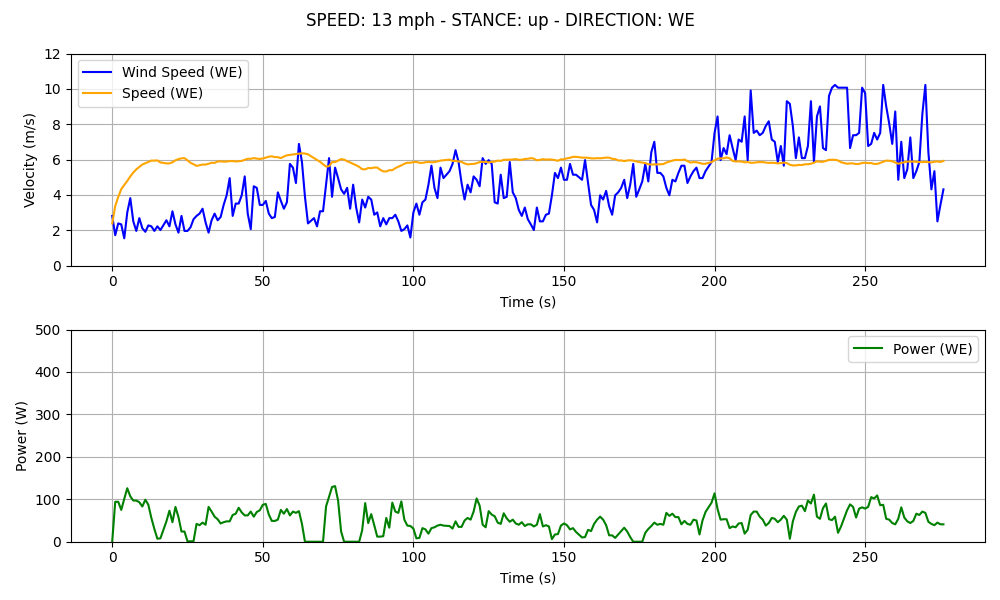 SPEED: 13 mph - STANCE: up - DIRECTION: WE
12
10
8
6
4
2
0
Velocity (m/s)
Wind Speed (WE)
Speed (WE)
0 50 100 150 200 250
Time (s)
500
400
300
200
100
0
Power (W)
Power (WE)
0 50 100 150 200 250
Time (s)